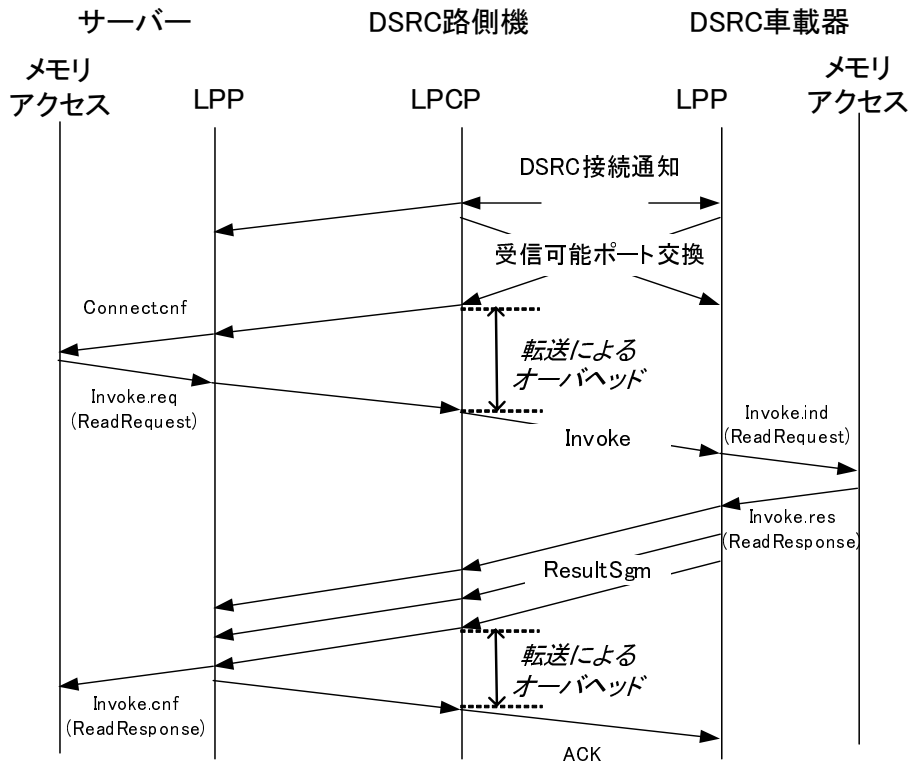 サーバー
DSRC路側機
DSRC車載器
メモリ
アクセス
LPP
LPCP
LPP
メモリ
アクセス
DSRC接続通知
受信可能ポート交換
Connect.cnf
転送による
オーバヘッド
Invoke.req
(ReadRequest)
Invoke
Invoke.ind
(ReadRequest)
Invoke.res
(ReadResponse)
ResultSgm
転送による
オーバヘッド
Invoke.cnf
(ReadResponse)
ACK